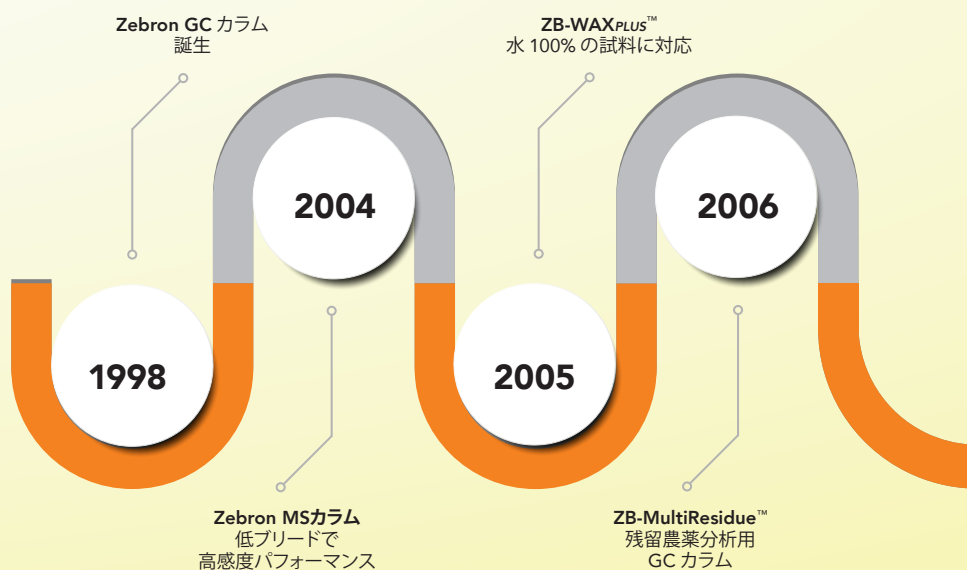 Zebron GC カラム
誕生
ZB-WAXPLUS™
水 100% の試料に対応
2004
2006
1998
2005
Zebron MSカラム
低ブリードで
高感度パフォーマンス
ZB-MultiResidue™
残留農薬分析用
GC カラム